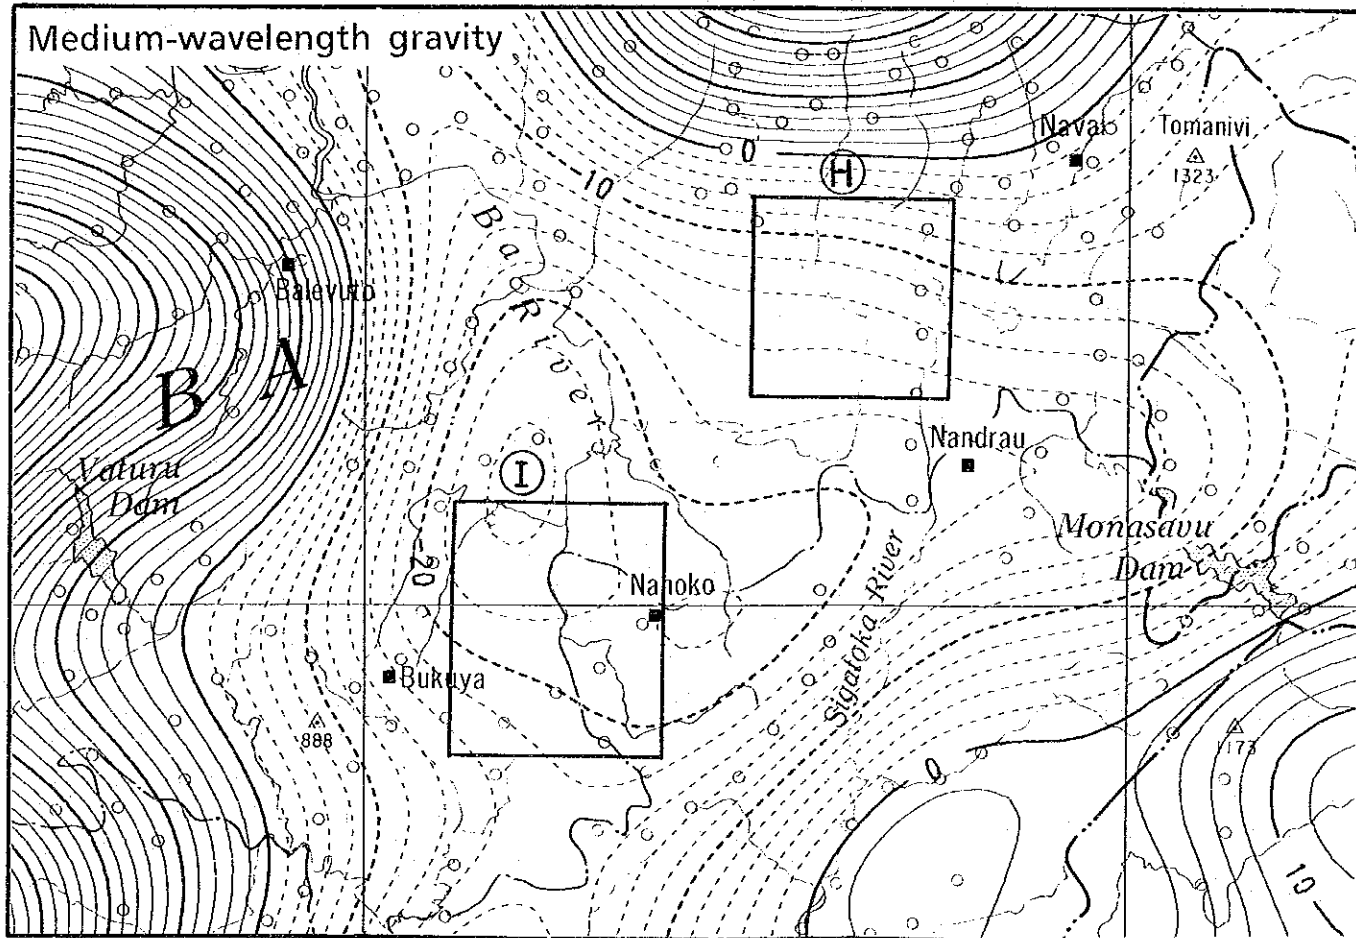 Medium-wavelength gravity
Navai
Tomanivi
1323
0
10
H
Ba River
Balevuto
B A
Nandrau
I
Vaturu
Dam
Monasavu
Dam
20
Nanoko
Sigatoka River
Bukuya
888
1173
0
10